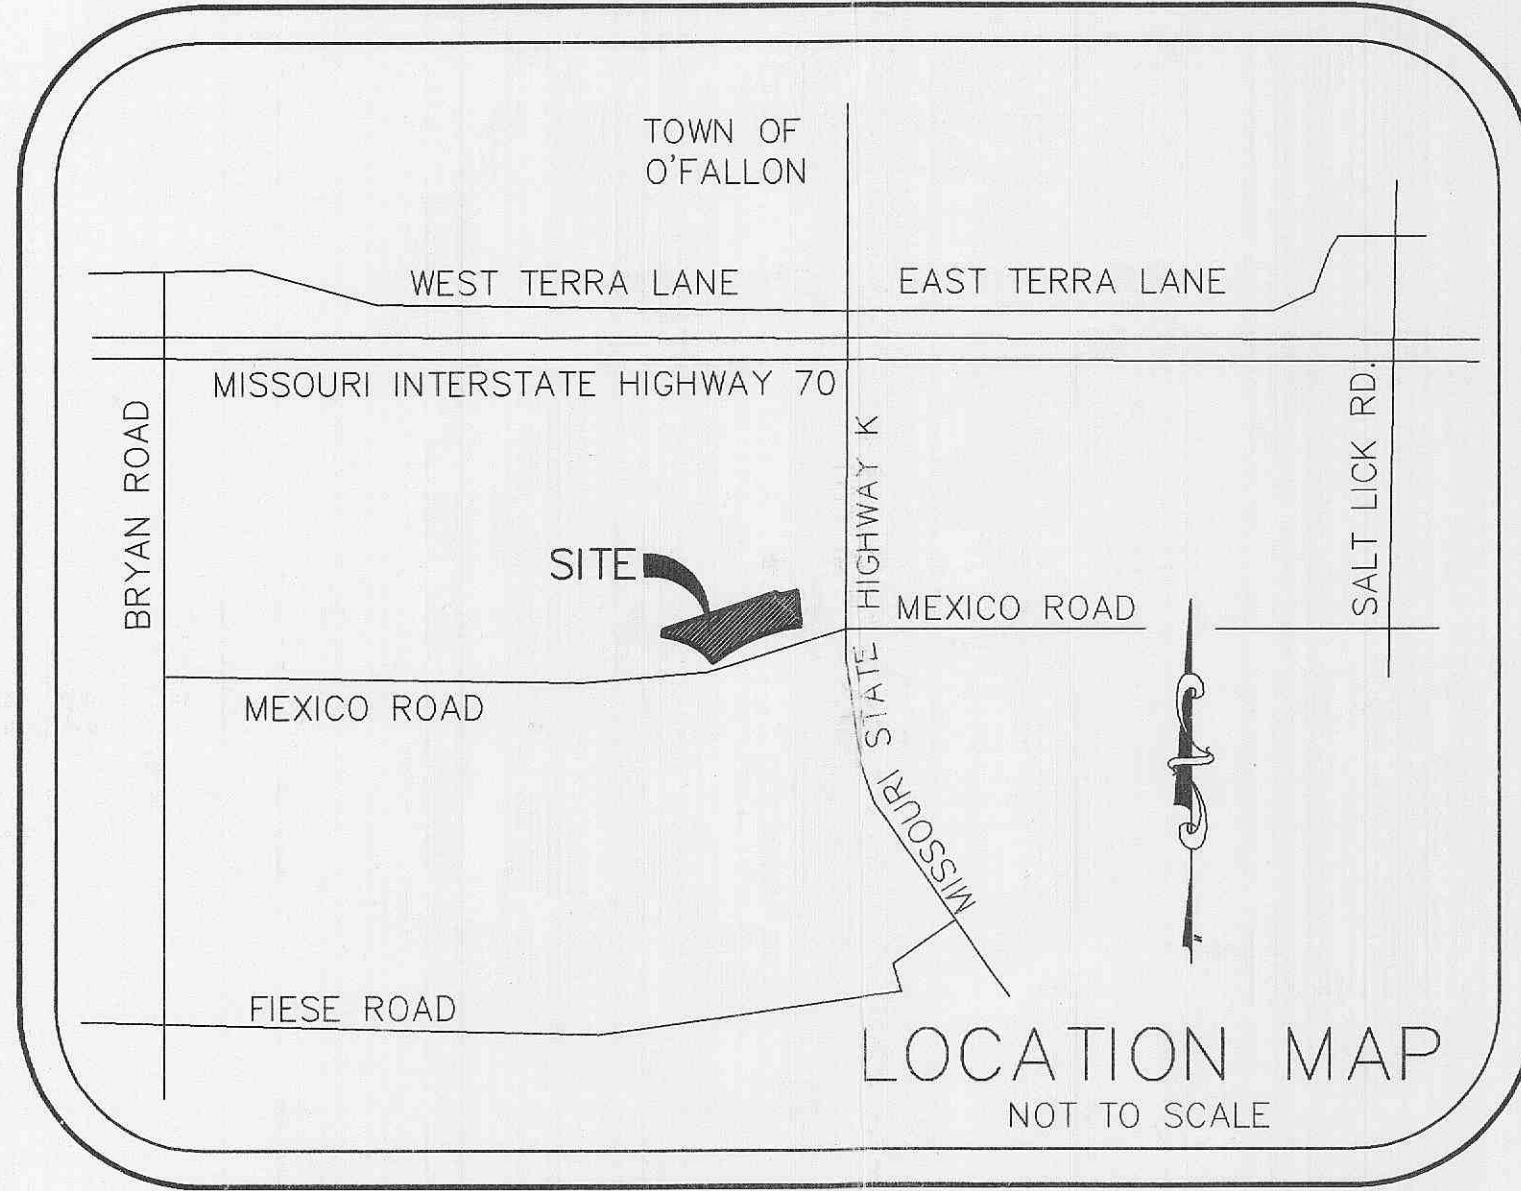 TOWN OF
O'FALLON
WEST TERRA LANE
EAST TERRA LANE
MISSOURI INTERSTATE HIGHWAY 70
BRYAN ROAD
MISSOURI STATE HIGHWAY K
SALT LICK RD.
SITE
MEXICO ROAD
MEXICO ROAD
FIESE ROAD
LOCATION MAP
NOT TO SCALE